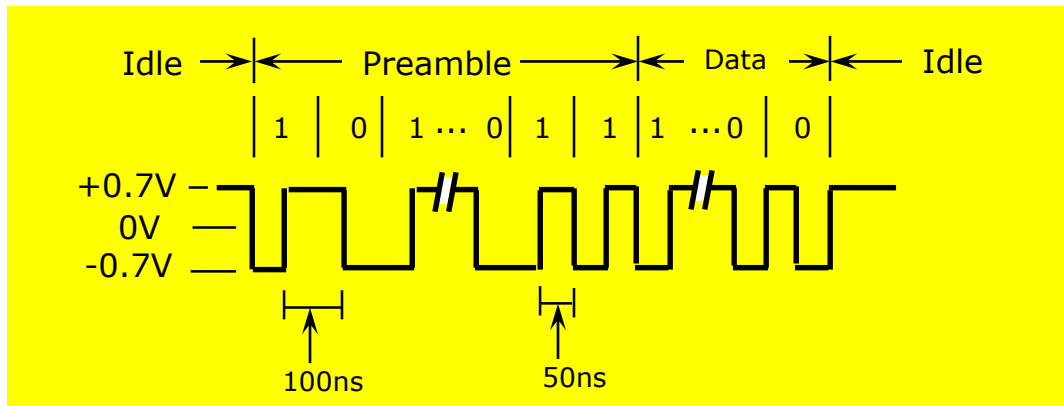 Idle Preamble Data Idle
1 0 1 ... 0 1 1 1 ...0 0
+0.7V
0V
-0.7V
100ns 50ns